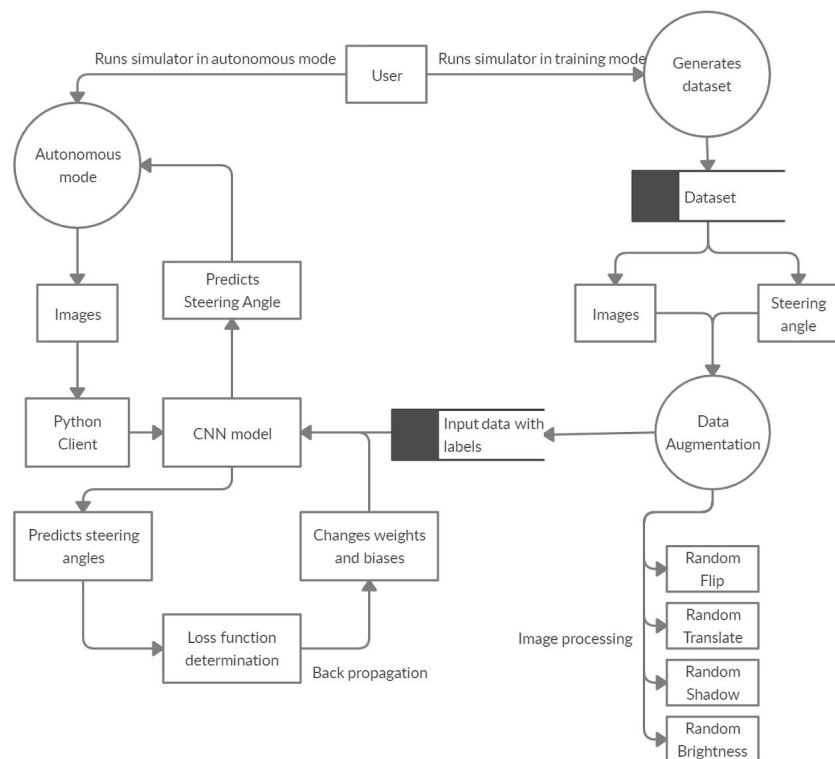 Runs simulator in autonomous mode
User
Runs simulator in training mode
Generates
dataset
Autonomous
mode
Dataset
Predicts
Steering Angle
Images
Images
Steering
angle
Python
Client
CNN model
Input data with
labels
Data
Augmentation
Predicts steering
angles
Changes weights
and biases
Loss function
determination
Back propagation
Image processing
Random
Flip
Random
Translate
Random
Shadow
Random
Brightness